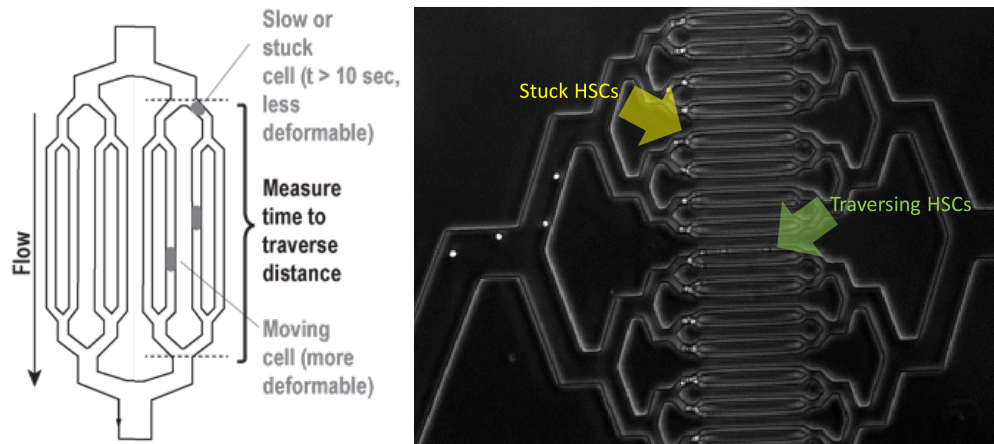 Slow or
stuck
cell (t > 10 sec,
less
deformable)
Flow
Measure
time to
traverse
distance
Moving
cell (more
deformable)
Stuck HSCs
Traversing HSCs